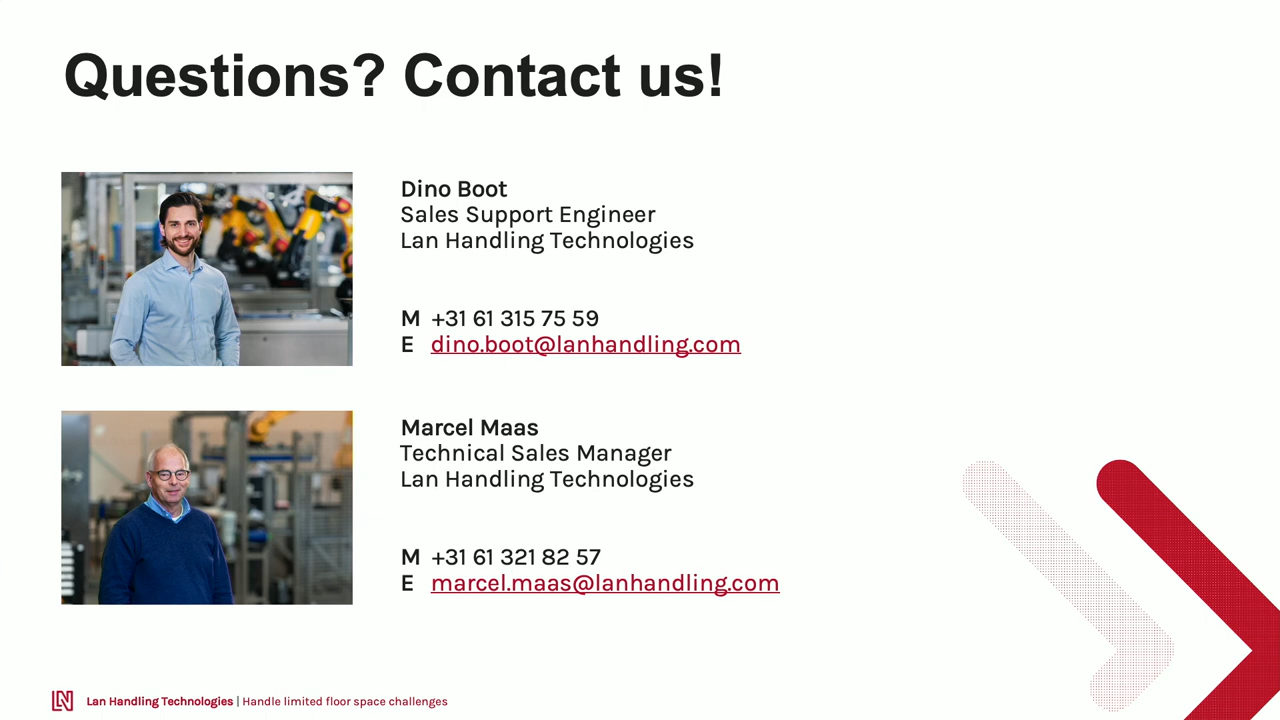 Questions? Contact us!
Dino Boot
Sales Support Engineer
Lan Handling Technologies
M +31 61 315 75 59
E dino.boot@lanhandling.com
Marcel Maas
Technical Sales Manager
Lan Handling Technologies
M +31 61 321 82 57
E marcel.maas@lanhandling.com
LN Lan Handling Technologies | Handle limited floor space challenges